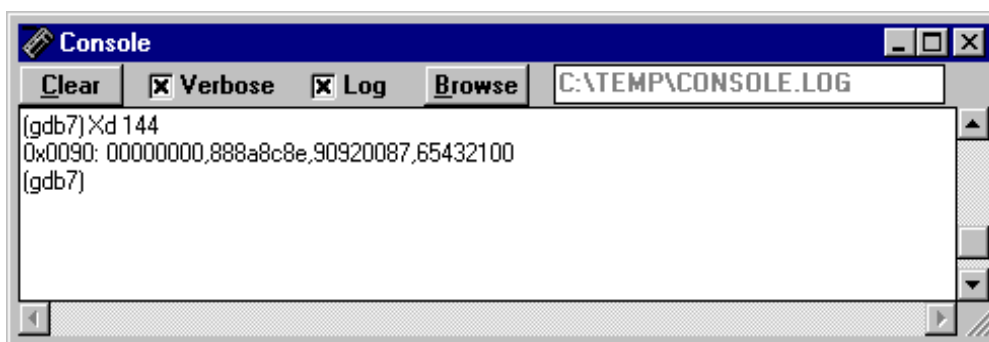 Console
Clear Verbose Log Browse C:\TEMP\CONSOLE.LOG
(gdb7) Xd 144
0x0090: 00000000,888a8c8e,90920087,65432100
(gdb7)